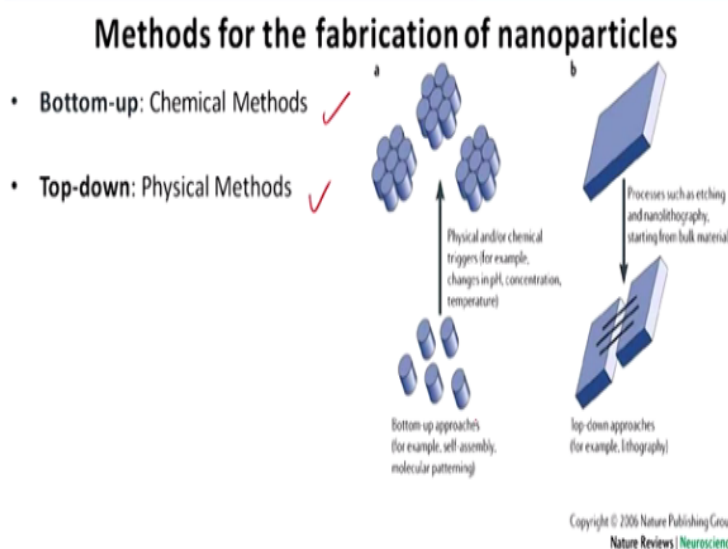 Methods for the fabrication of nanoparticles
• Bottom-up: Chemical Methods
• Top-down: Physical Methods
a
Physical and/or chemical
triggers (for example,
changes in pH, concentration,
temperature)
Bottom-up approaches
(for example, self-assembly,
molecular patterning)
b
Processes such as etching
and nanolithography,
starting from bulk material
Top-down approaches
(for example, lithography)
Copyright © 2006 Nature Publishing Grou
Nature Reviews | Neuroscienc